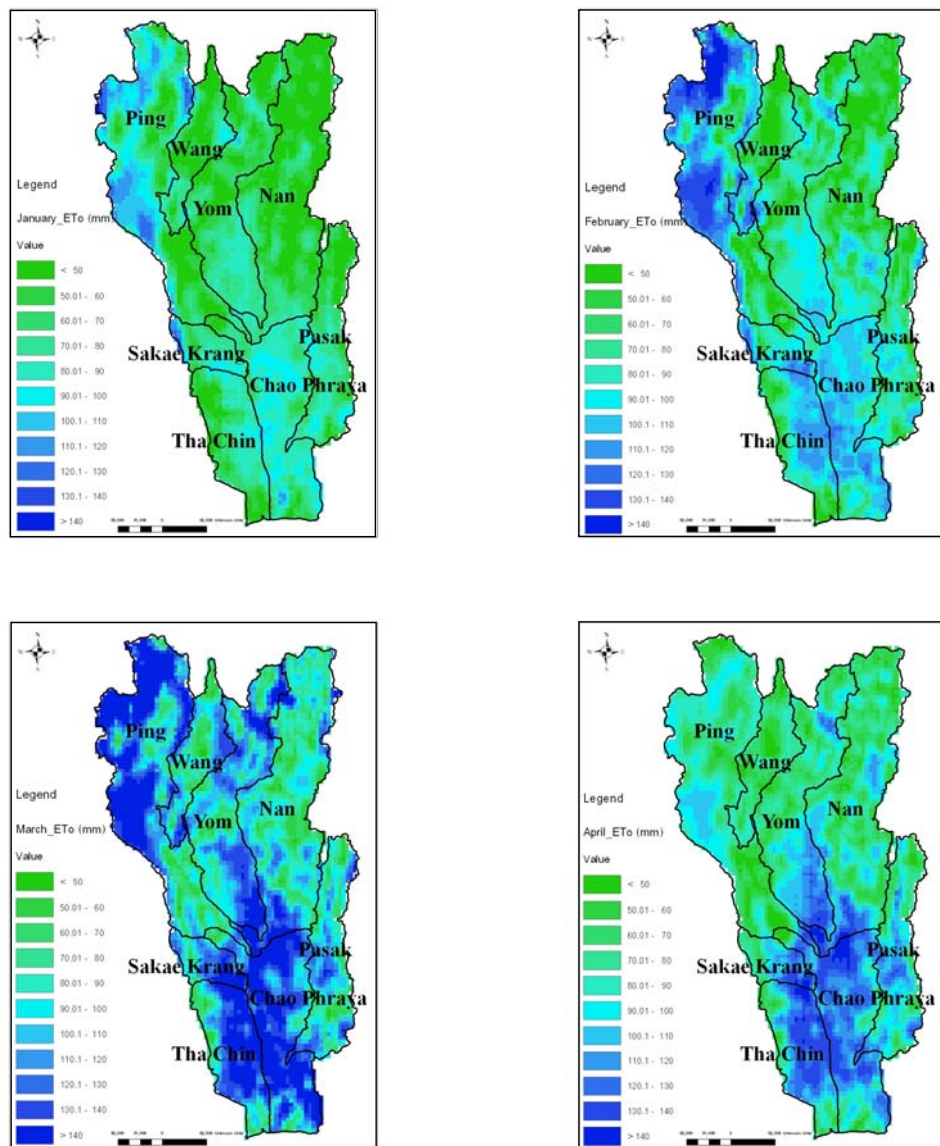 Ping
Wang
Nan
Yom
Pasak
Sakae Krang
Chao Phraya
Tha Chin
Legend
January_ETo (mm
Value
< 50
50.01 - 60
60.01 - 70
70.01 - 80
80.01 - 90
90.01 - 100
100.1 - 110
110.1 - 120
120.1 - 130
130.1 - 140
> 140
Ping
Wang
Nan
Yom
Pasak
Sakae Krang
Chao Phraya
Tha Chin
Legend
February_ETo (mm
Value
< 50
50.01 - 60
60.01 - 70
70.01 - 80
80.01 - 90
90.01 - 100
100.1 - 110
110.1 - 120
120.1 - 130
130.1 - 140
> 140
Ping
Wang
Nan
Yom
Pasak
Sakae Krang
Chao Phraya
Tha Chin
Legend
March_ETo (mm)
Value
< 50
50.01 - 60
60.01 - 70
70.01 - 80
80.01 - 90
90.01 - 100
100.1 - 110
110.1 - 120
120.1 - 130
130.1 - 140
> 140
Ping
Wang
Nan
Yom
Pasak
Sakae Krang
Chao Phraya
Tha Chin
Legend
April_ETo (mm)
Value
< 50
50.01 - 60
60.01 - 70
70.01 - 80
80.01 - 90
90.01 - 100
100.1 - 110
110.1 - 120
120.1 - 130
130.1 - 140
> 140